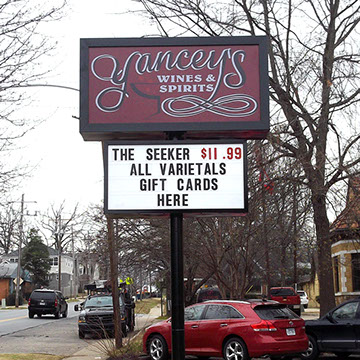 Yancey's
WINES &
SPIRITS
THE SEEKER $11.99
ALL VARIETALS
GIFT CARDS
HERE